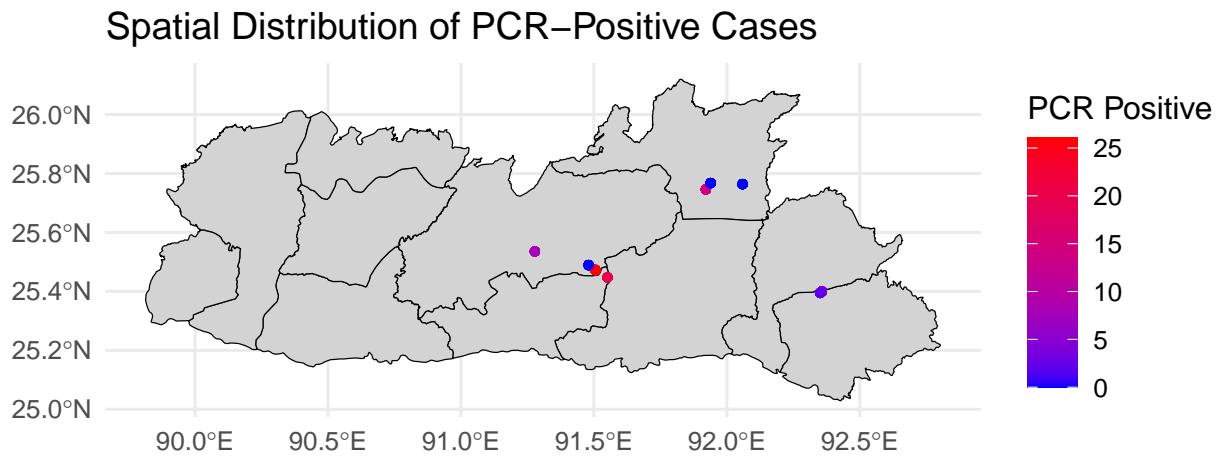 Spatial Distribution of PCR−Positive Cases
26.0°N
25.8°N
25.6°N
25.4°N
25.2°N
25.0°N
90.0°E 90.5°E 91.0°E 91.5°E 92.0°E 92.5°E
PCR Positive
25
20
15
10
5
0